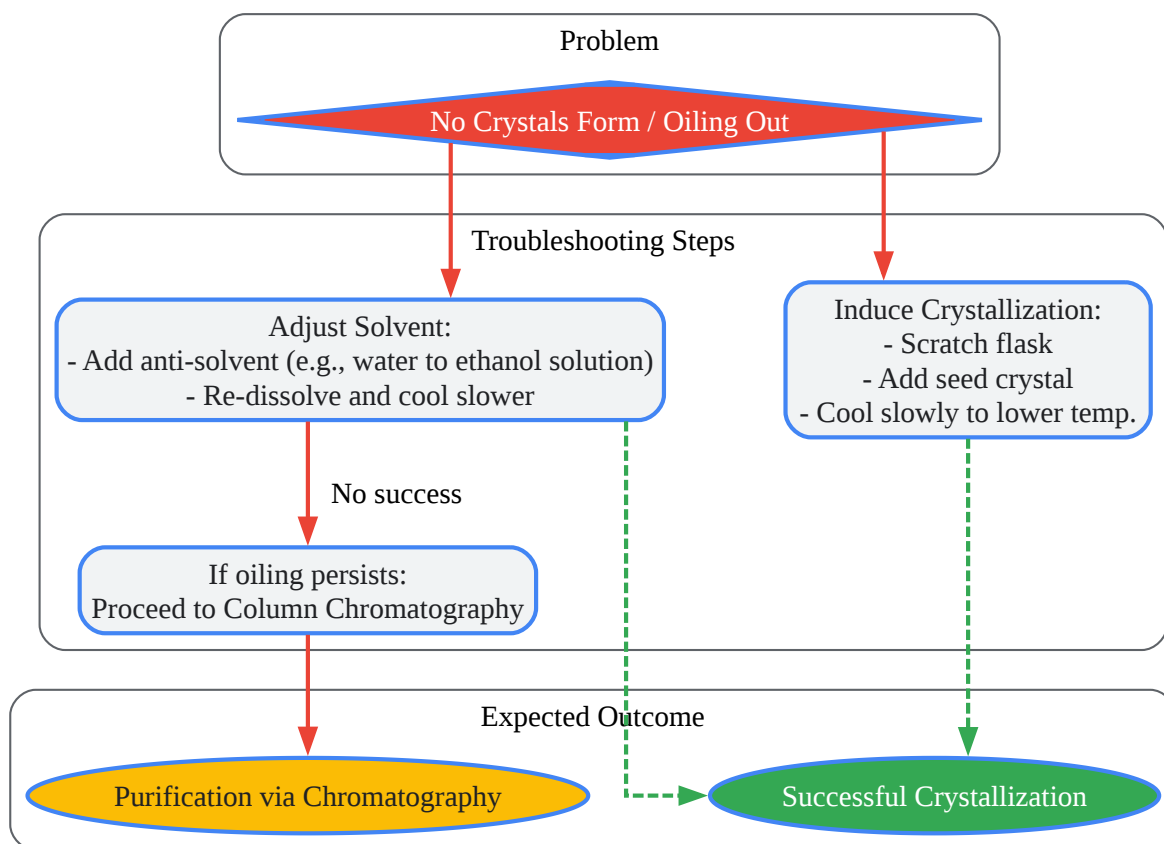 Problem
No Crystals Form / Oiling Out
Troubleshooting Steps
Adjust Solvent:
- Add anti-solvent (e.g., water to ethanol solution)
- Re-dissolve and cool slower
Induce Crystallization:
- Scratch flask
- Add seed crystal
- Cool slowly to lower temp.
No success
If oiling persists:
Proceed to Column Chromatography
Expected Outcome
Purification via Chromatography
Successful Crystallization